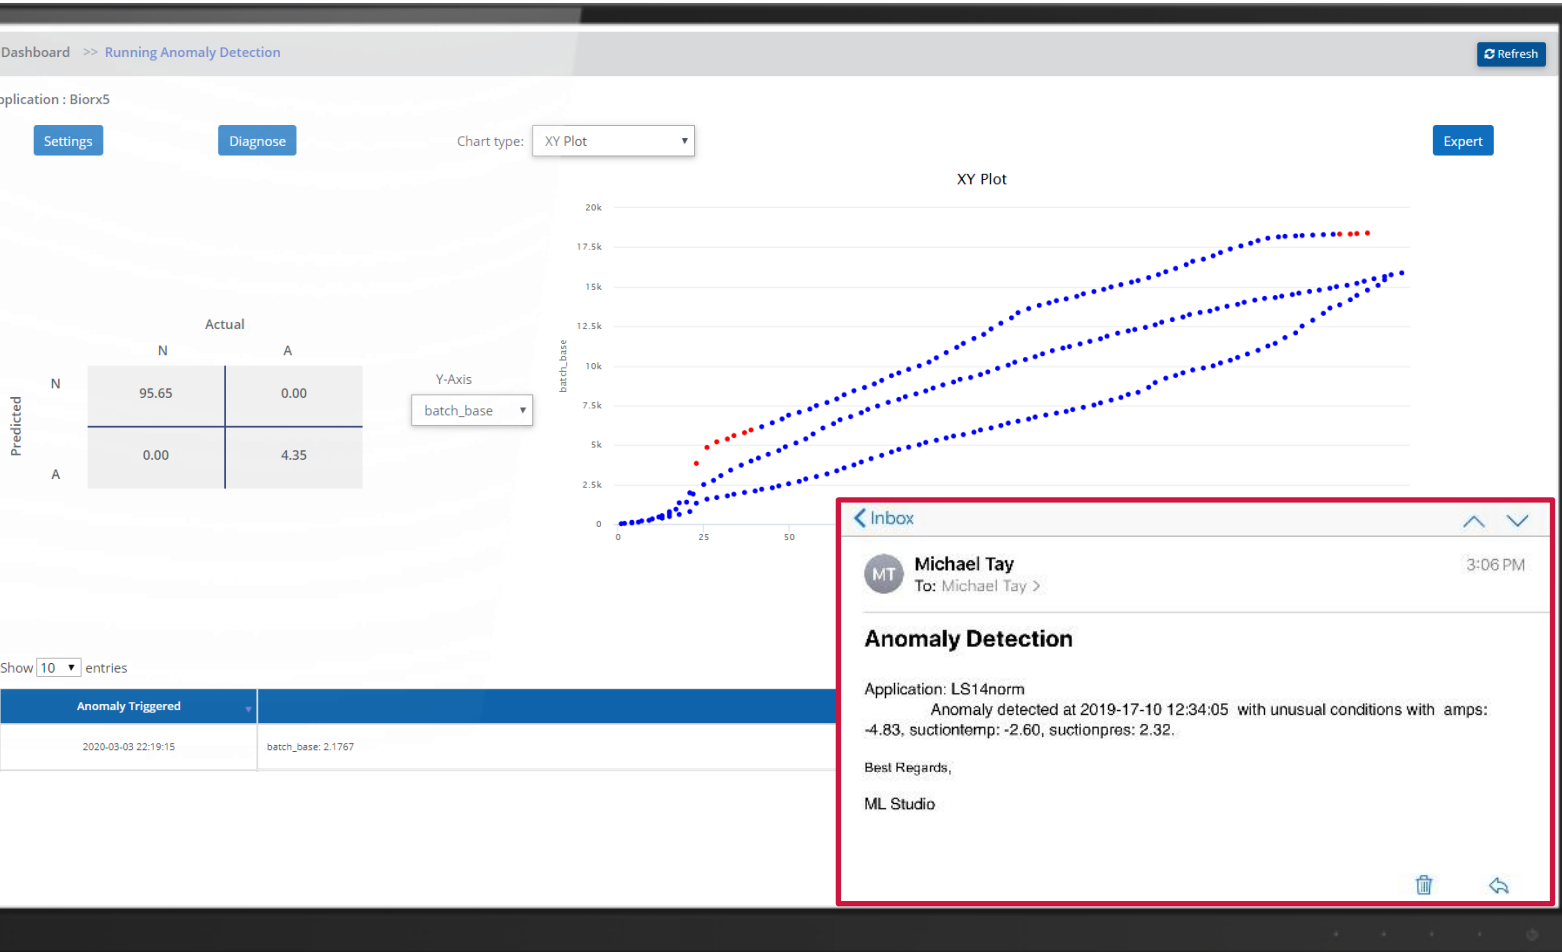 Dashboard >> Running Anomaly Detection
Refresh
pplication : Biorx5
Settings
Diagnose
Chart type:
XY Plot
Expert
XY Plot
20k
17.5k
15k
12.5k
10k
7.5k
5k
2.5k
0
batch_base
0
25
50
Actual
N
A
Predicted
N
95.65
0.00
A
0.00
4.35
Y-Axis
batch_base
Show 10 entries
Anomaly Triggered
2020-03-03 22:19:15
batch_base: 2.1767
Inbox
MT
Michael Tay
3:06 PM
To: Michael Tay >
Anomaly Detection
Application: LS14norm
Anomaly detected at 2019-17-10 12:34:05 with unusual conditions with amps:
-4.83, suctiontemp: -2.60, suctionpres: 2.32.
Best Regards,
ML Studio